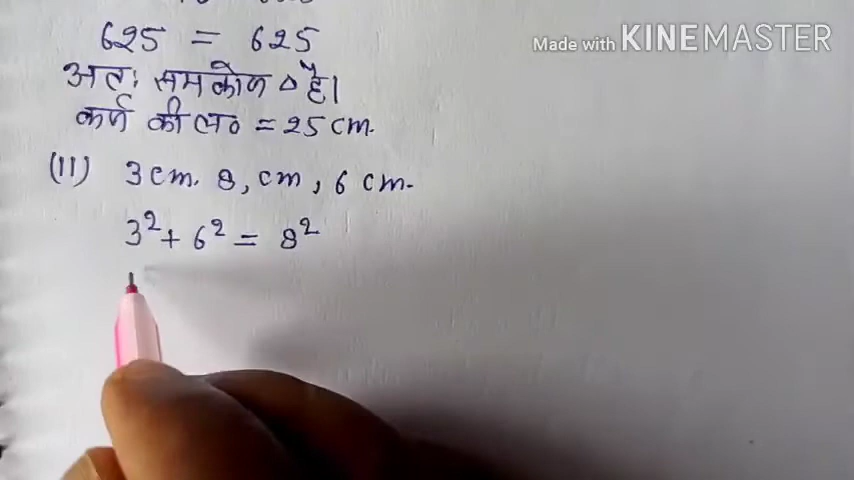 625 = 625
Made with KINEMASTER
अतः समकोण △ है।
कर्ण की ल० = 25 cm.
(II) 3 cm. 8, cm, 6 cm.
3² + 6² = 8²